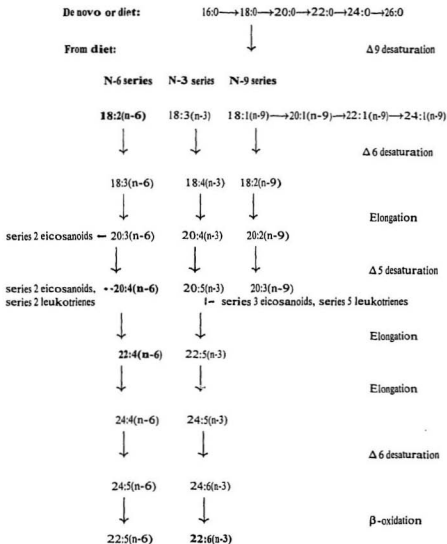 De novo or diet: 16:0→18:0→20:0→22:0→24:0→26:0
From diet: Δ9 desaturation
N-6 series N-3 series N-9 series
18:2(n-6) 18:3(n-3) 18:1(n-9)→20:1(n-9)→22:1(n-9)→24:1(n-9)
Δ6 desaturation
18:3(n-6) 18:4(n-3) 18:2(n-9)
Elongation
series 2 eicosanoids – 20:3(n-6) 20:4(n-3) 20:2(n-9)
Δ5 desaturation
series 2 eicosanoids, --20:4(n-6) 20:5(n-3) 20:3(n-9)
series 2 leukotrienes – series 3 eicosanoids, series 5 leukotrienes
Elongation
22:4(n-6) 22:5(n-3)
Elongation
24:4(n-6) 24:5(n-3)
Δ6 desaturation
24:5(n-6) 24:6(n-3)
β-oxidation
22:5(n-6) 22:6(n-3)